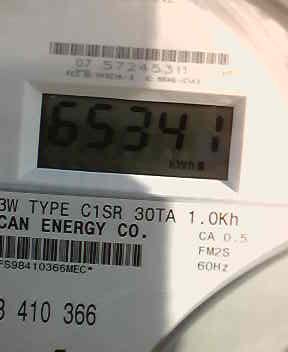 07 57245311
65341
KWh
3W TYPE C1SR 30TA 1.0Kh
CAN ENERGY CO.
CA 0.5
FM2S
60Hz
FS98410366MEC*
8 410 366